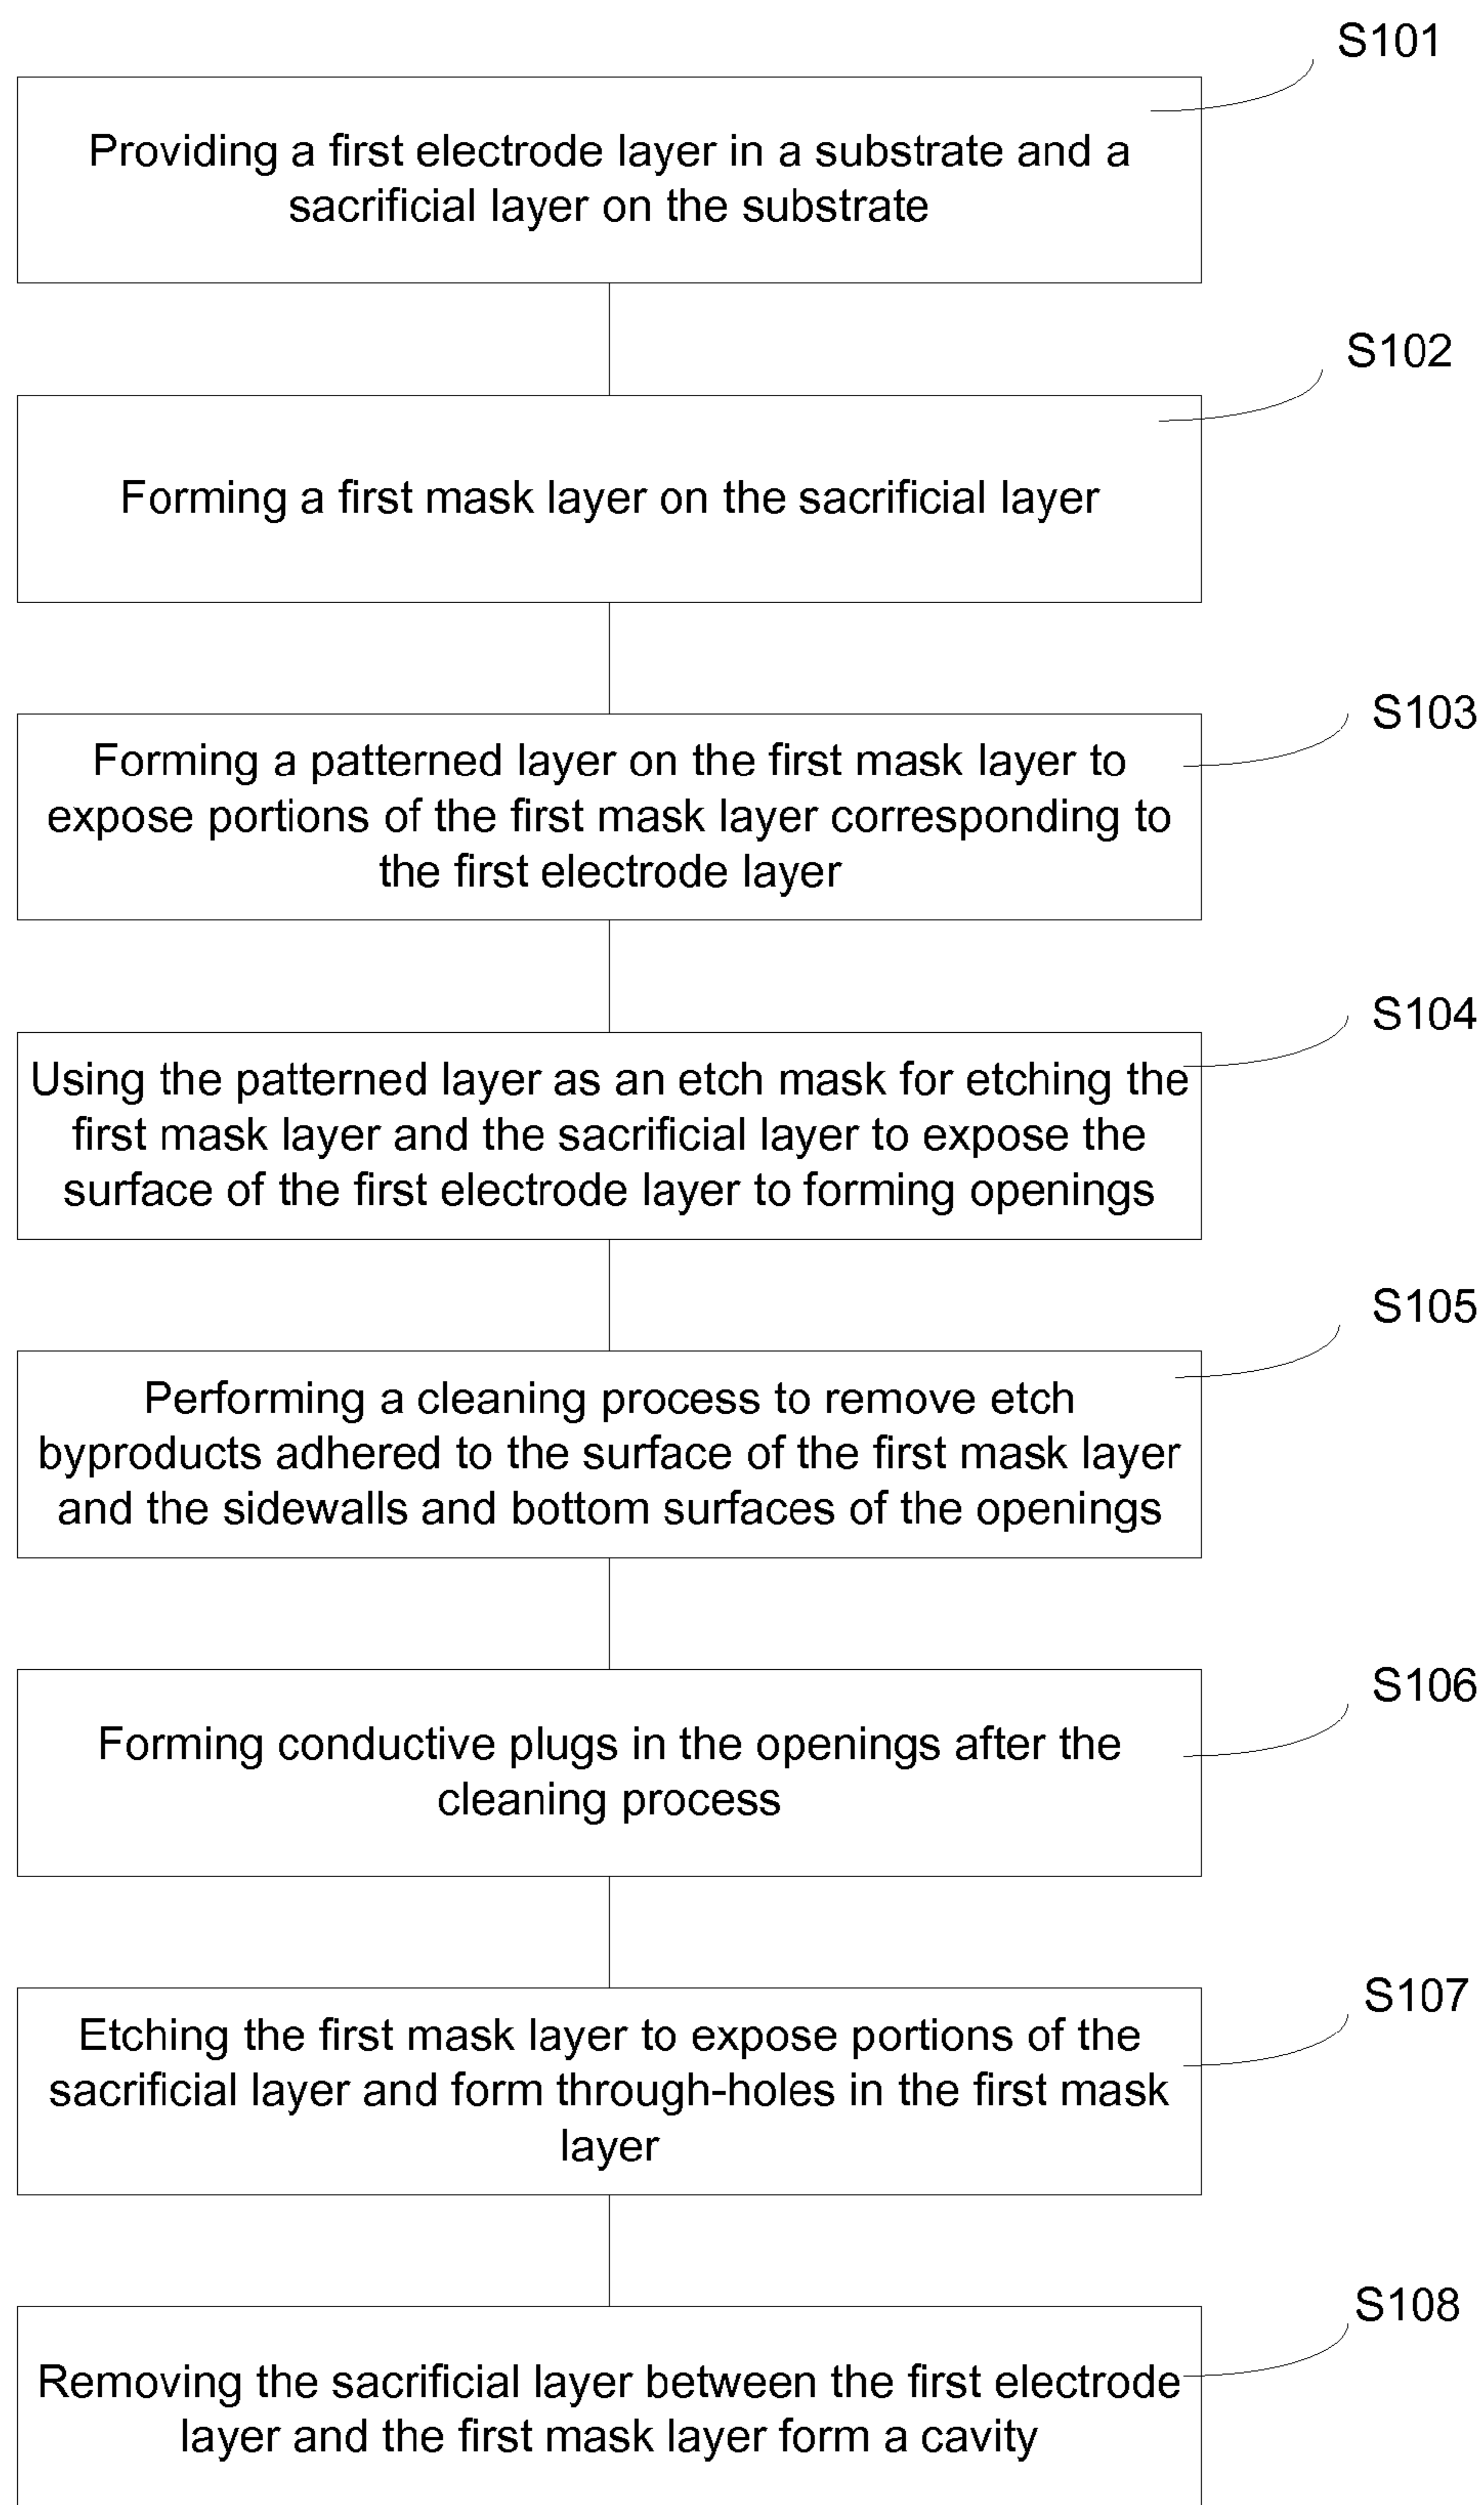 S101
Providing a first electrode layer in a substrate and a
sacrificial layer on the substrate
S102
Forming a first mask layer on the sacrificial layer
S103
Forming a patterned layer on the first mask layer to
expose portions of the first mask layer corresponding to
the first electrode layer
S104
Using the patterned layer as an etch mask for etching the
first mask layer and the sacrificial layer to expose the
surface of the first electrode layer to forming openings
S105
Performing a cleaning process to remove etch
byproducts adhered to the surface of the first mask layer
and the sidewalls and bottom surfaces of the openings
S106
Forming conductive plugs in the openings after the
cleaning process
S107
Etching the first mask layer to expose portions of the
sacrificial layer and form through-holes in the first mask
layer
S108
Removing the sacrificial layer between the first electrode
layer and the first mask layer form a cavity